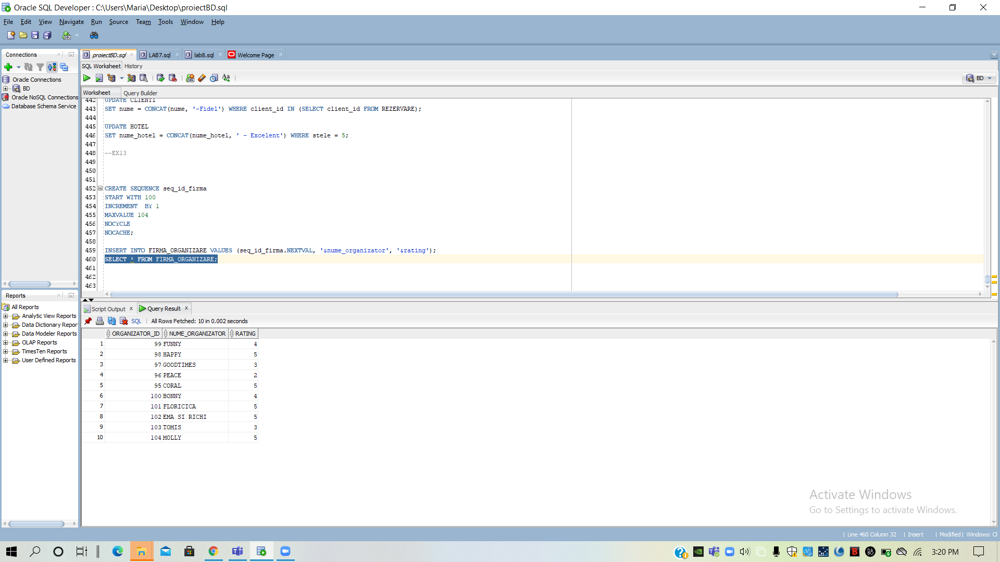 Oracle SQL Developer : C:\Users\Maria\Desktop\proiectBD.sql
File Edit View Navigate Run Source Team Tools Window Help
Connections
proiectBD.sql LAB7.sql lab8.sql Welcome Page
SQL Worksheet History
Oracle Connections
BD
Oracle NoSQL Connections
Database Schema Service
BD
Worksheet Query Builder
442 UPDATE CLIENTI
443 SET nume = CONCAT(nume, '-Fidel') WHERE client_id IN (SELECT client_id FROM REZERVARE);
444
445 UPDATE HOTEL
446 SET nume_hotel = CONCAT(nume_hotel, ' - Excelent') WHERE stele = 5;
447
448 --EX13
449
450
451
452 CREATE SEQUENCE seq_id_firma
453 START WITH 100
454 INCREMENT  BY 1
455 MAXVALUE 104
456 NOCYCLE
457 NOCACHE;
458
459 INSERT INTO FIRMA_ORGANIZARE VALUES (seq_id_firma.NEXTVAL, '&nume_organizator', '&rating');
460 SELECT * FROM FIRMA_ORGANIZARE;
461
462
463
Reports
All Reports
Analytic View Reports
Data Dictionary Repor
Data Modeler Reports
OLAP Reports
TimesTen Reports
User Defined Reports
Script Output Query Result
SQL All Rows Fetched: 10 in 0.002 seconds
ORGANIZATOR_ID NUME_ORGANIZATOR RATING
1 99 FUNNY 4
2 98 HAPPY 5
3 97 GOODTIMES 3
4 96 PEACE 2
5 95 CORAL 5
6 100 BONNY 4
7 101 FLORICICA 5
8 102 EMA SI RICHI 5
9 103 TOMIS 3
10 104 MOLLY 5
Activate Windows
Go to Settings to activate Windows.
Line 460 Column 32 Insert Modified Windows: CF
3:20 PM